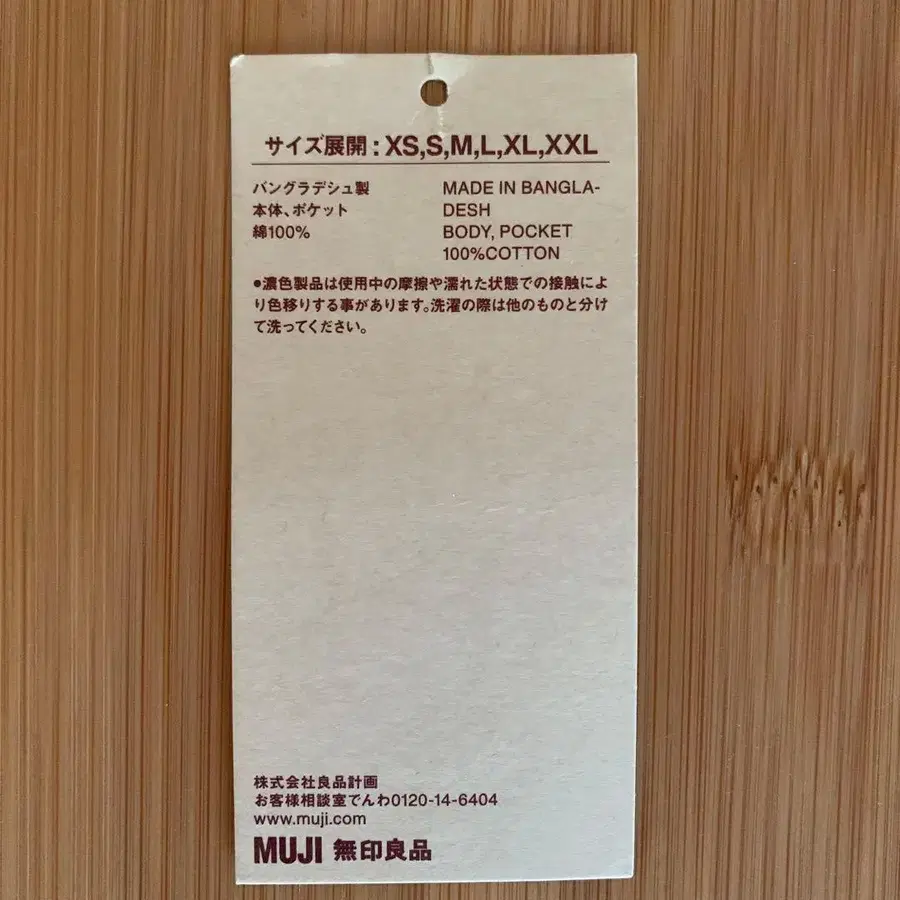 サイズ展開：XS,S,M,L,XL,XXL
バングラデシュ製
本体、ポケット
綿100%
MADE IN BANGLA-
DESH
BODY, POCKET
100%COTTON
●濃色製品は使用中の摩擦や濡れた状態での接触によ
り色移りする事があります。洗濯の際は他のものと分け
て洗ってください。
株式会社良品計画
お客様相談室でんわ0120-14-6404
www.muji.com
MUJI 無印良品